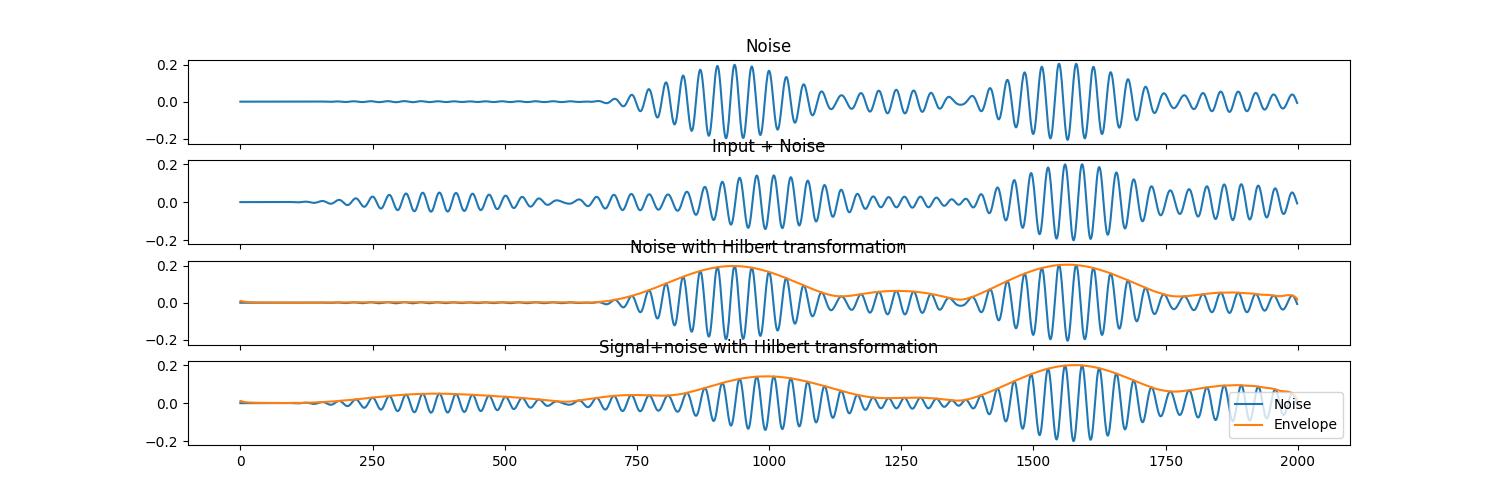 Noise
0.2
0.0
−0.2
Input + Noise
0.2
0.0
−0.2
Noise with Hilbert transformation
0.2
0.0
−0.2
Signal+noise with Hilbert transformation
0.2
0.0
−0.2
Noise
Envelope
0 250 500 750 1000 1250 1500 1750 2000